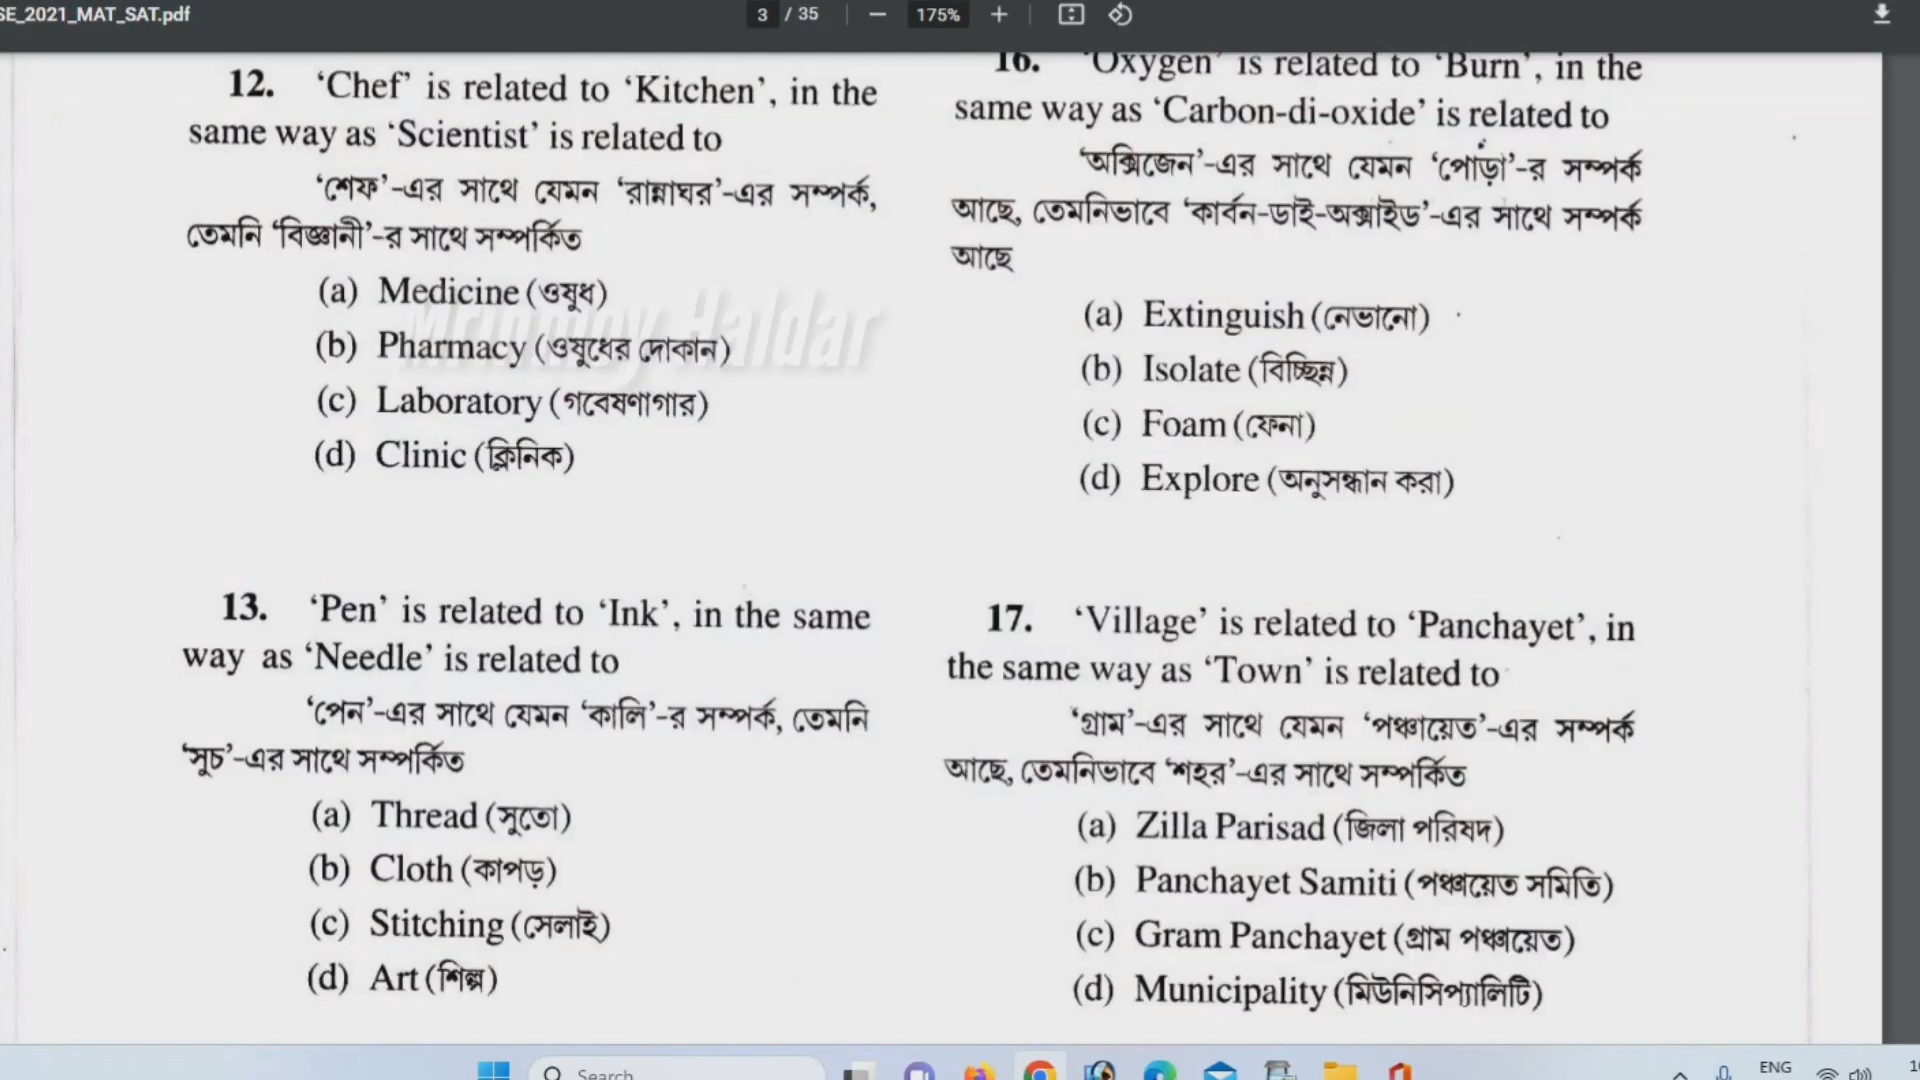 SE_2021_MAT_SAT.pdf
3 / 35
175%
12. ‘Chef’ is related to ‘Kitchen’, in the
same way as ‘Scientist’ is related to
‘শেফ’-এর সাথে যেমন ‘রান্নাঘর’-এর সম্পর্ক,
তেমনি ‘বিজ্ঞানী’-র সাথে সম্পর্কিত
(a) Medicine (ওষুধ)
(b) Pharmacy (ওষুধের দোকান)
(c) Laboratory (গবেষণাগার)
(d) Clinic (ক্লিনিক)
Mrinmoy Haldar
13. ‘Pen’ is related to ‘Ink’, in the same
way as ‘Needle’ is related to
‘পেন’-এর সাথে যেমন ‘কালি’-র সম্পর্ক, তেমনি
‘সুচ’-এর সাথে সম্পর্কিত
(a) Thread (সুতো)
(b) Cloth (কাপড়)
(c) Stitching (সেলাই)
(d) Art (শিল্প)
16. ‘Oxygen’ is related to ‘Burn’, in the
same way as ‘Carbon-di-oxide’ is related to
‘অক্সিজেন’-এর সাথে যেমন ‘পোঁড়া’-র সম্পর্ক
আছে, তেমনিভাবে ‘কার্বন-ডাই-অক্সাইড’-এর সাথে সম্পর্ক
আছে
(a) Extinguish (নেভানো)
(b) Isolate (বিচ্ছিন্ন)
(c) Foam (ফেনা)
(d) Explore (অনুসন্ধান করা)
17. ‘Village’ is related to ‘Panchayet’, in
the same way as ‘Town’ is related to
‘গ্রাম’-এর সাথে যেমন ‘পঞ্চায়েত’-এর সম্পর্ক
আছে, তেমনিভাবে ‘শহর’-এর সাথে সম্পর্কিত
(a) Zilla Parisad (জিলা পরিষদ)
(b) Panchayet Samiti (পঞ্চায়েত সমিতি)
(c) Gram Panchayet (গ্রাম পঞ্চায়েত)
(d) Municipality (মিউনিসিপ্যালিটি)
Search
ENG